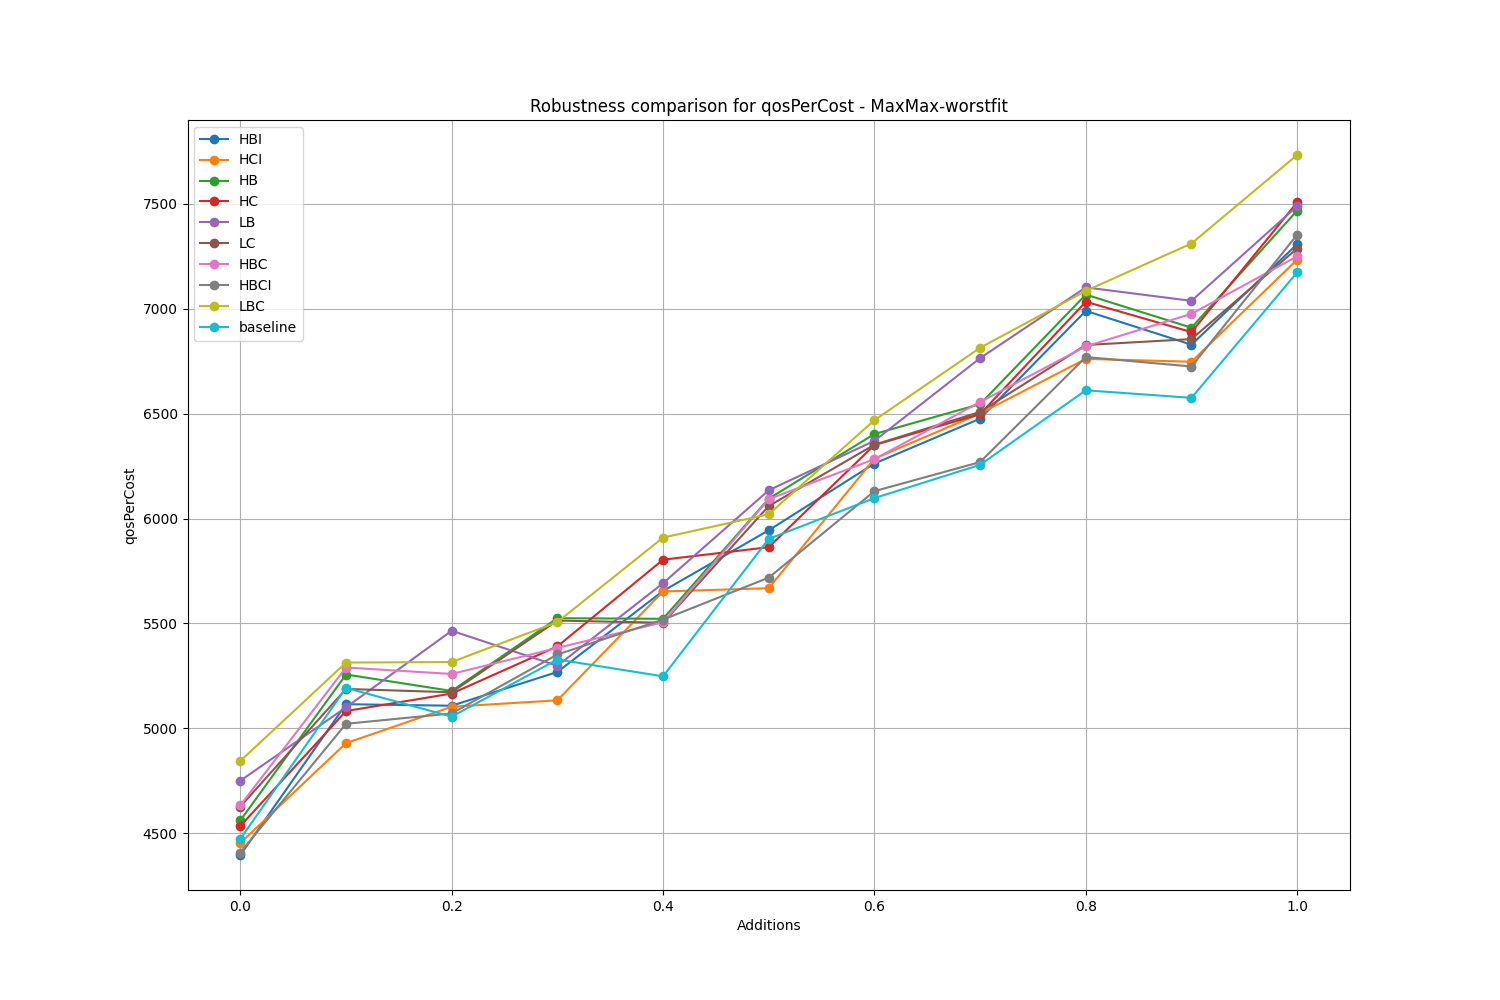 Robustness comparison for qosPerCost - MaxMax-worstfit
HBI
HCI
HB
HC
LB
LC
HBC
HBCI
LBC
baseline
7500
7000
6500
6000
5500
5000
4500
qosPerCost
0.0 0.2 0.4 0.6 0.8 1.0
Additions